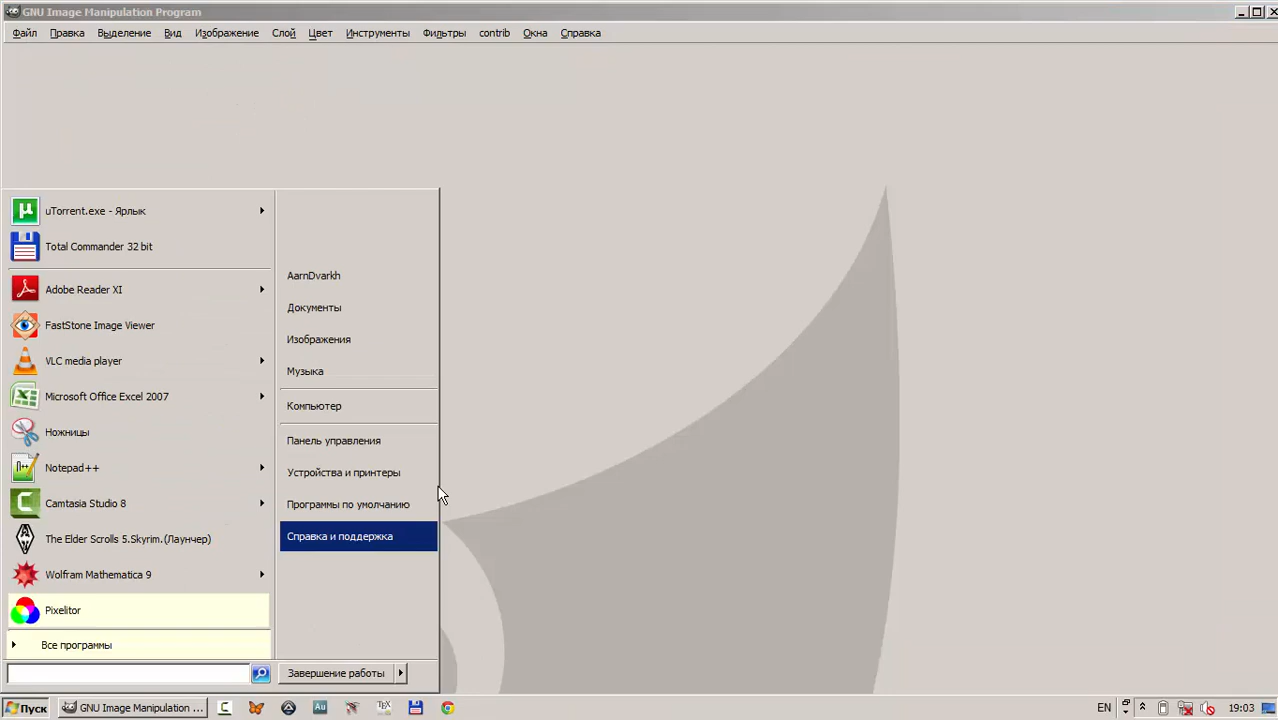 GNU Image Manipulation Program
Файл Правка Выделение Вид Изображение Слой Цвет Инструменты Фильтры contrib Окна Справка
uTorrent.exe - Ярлык
Total Commander 32 bit
Adobe Reader XI
FastStone Image Viewer
VLC media player
Microsoft Office Excel 2007
Ножницы
Notepad++
Camtasia Studio 8
The Elder Scrolls 5.Skyrim.(Лаунчер)
Wolfram Mathematica 9
Pixelitor
Все программы
AarnDvarkh
Документы
Изображения
Музыка
Компьютер
Панель управления
Устройства и принтеры
Программы по умолчанию
Справка и поддержка
Завершение работы
Пуск GNU Image Manipulation ... Au TEX EN 19:03